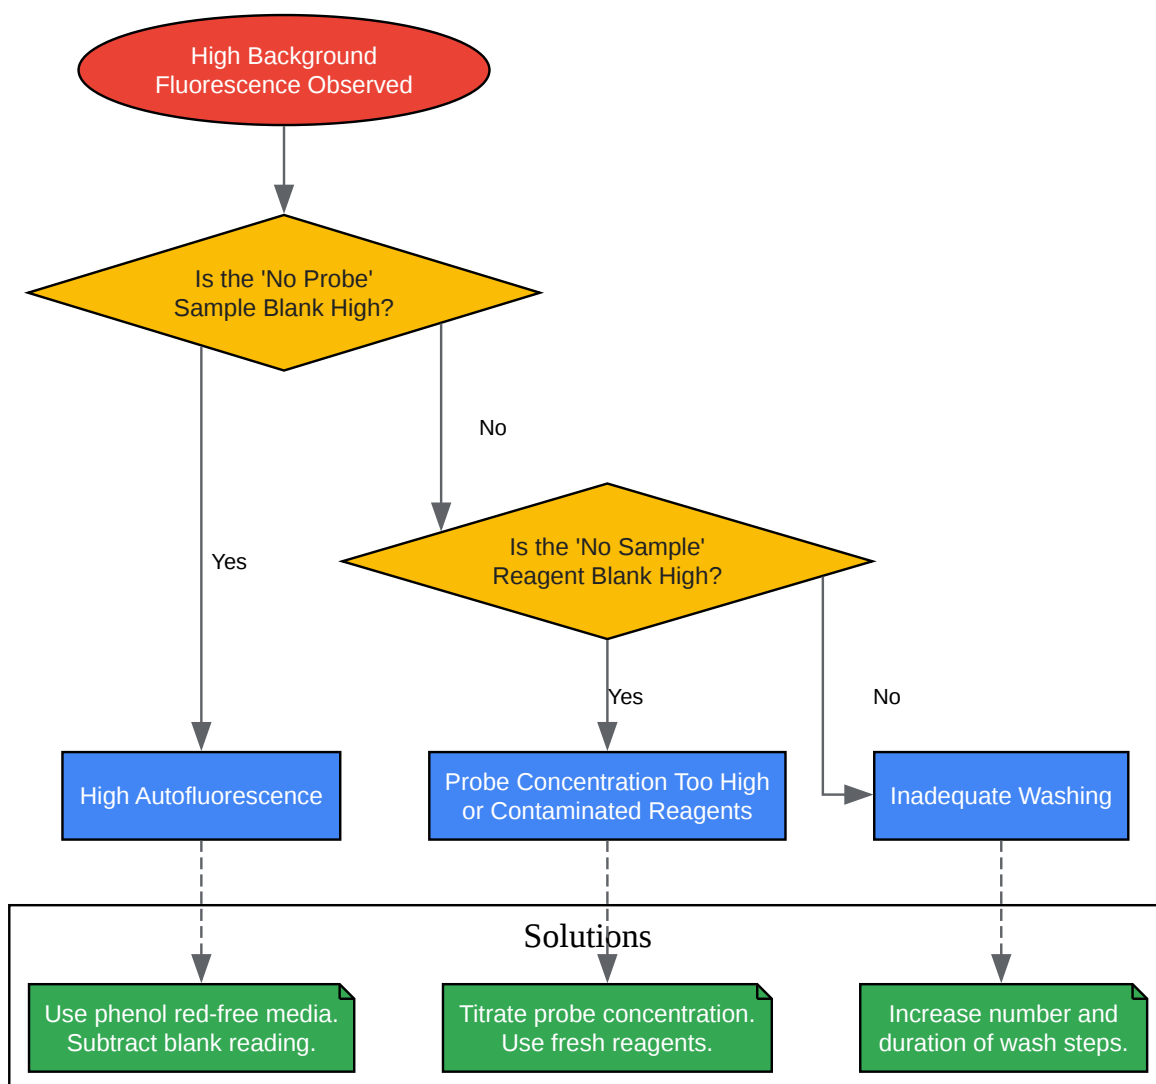 High Background
Fluorescence Observed
Is the 'No Probe'
Sample Blank High?
No
Is the 'No Sample'
Reagent Blank High?
Yes
Yes
No
High Autofluorescence
Probe Concentration Too High
or Contaminated Reagents
Inadequate Washing
Solutions
Use phenol red-free media.
Subtract blank reading.
Titrate probe concentration.
Use fresh reagents.
Increase number and
duration of wash steps.